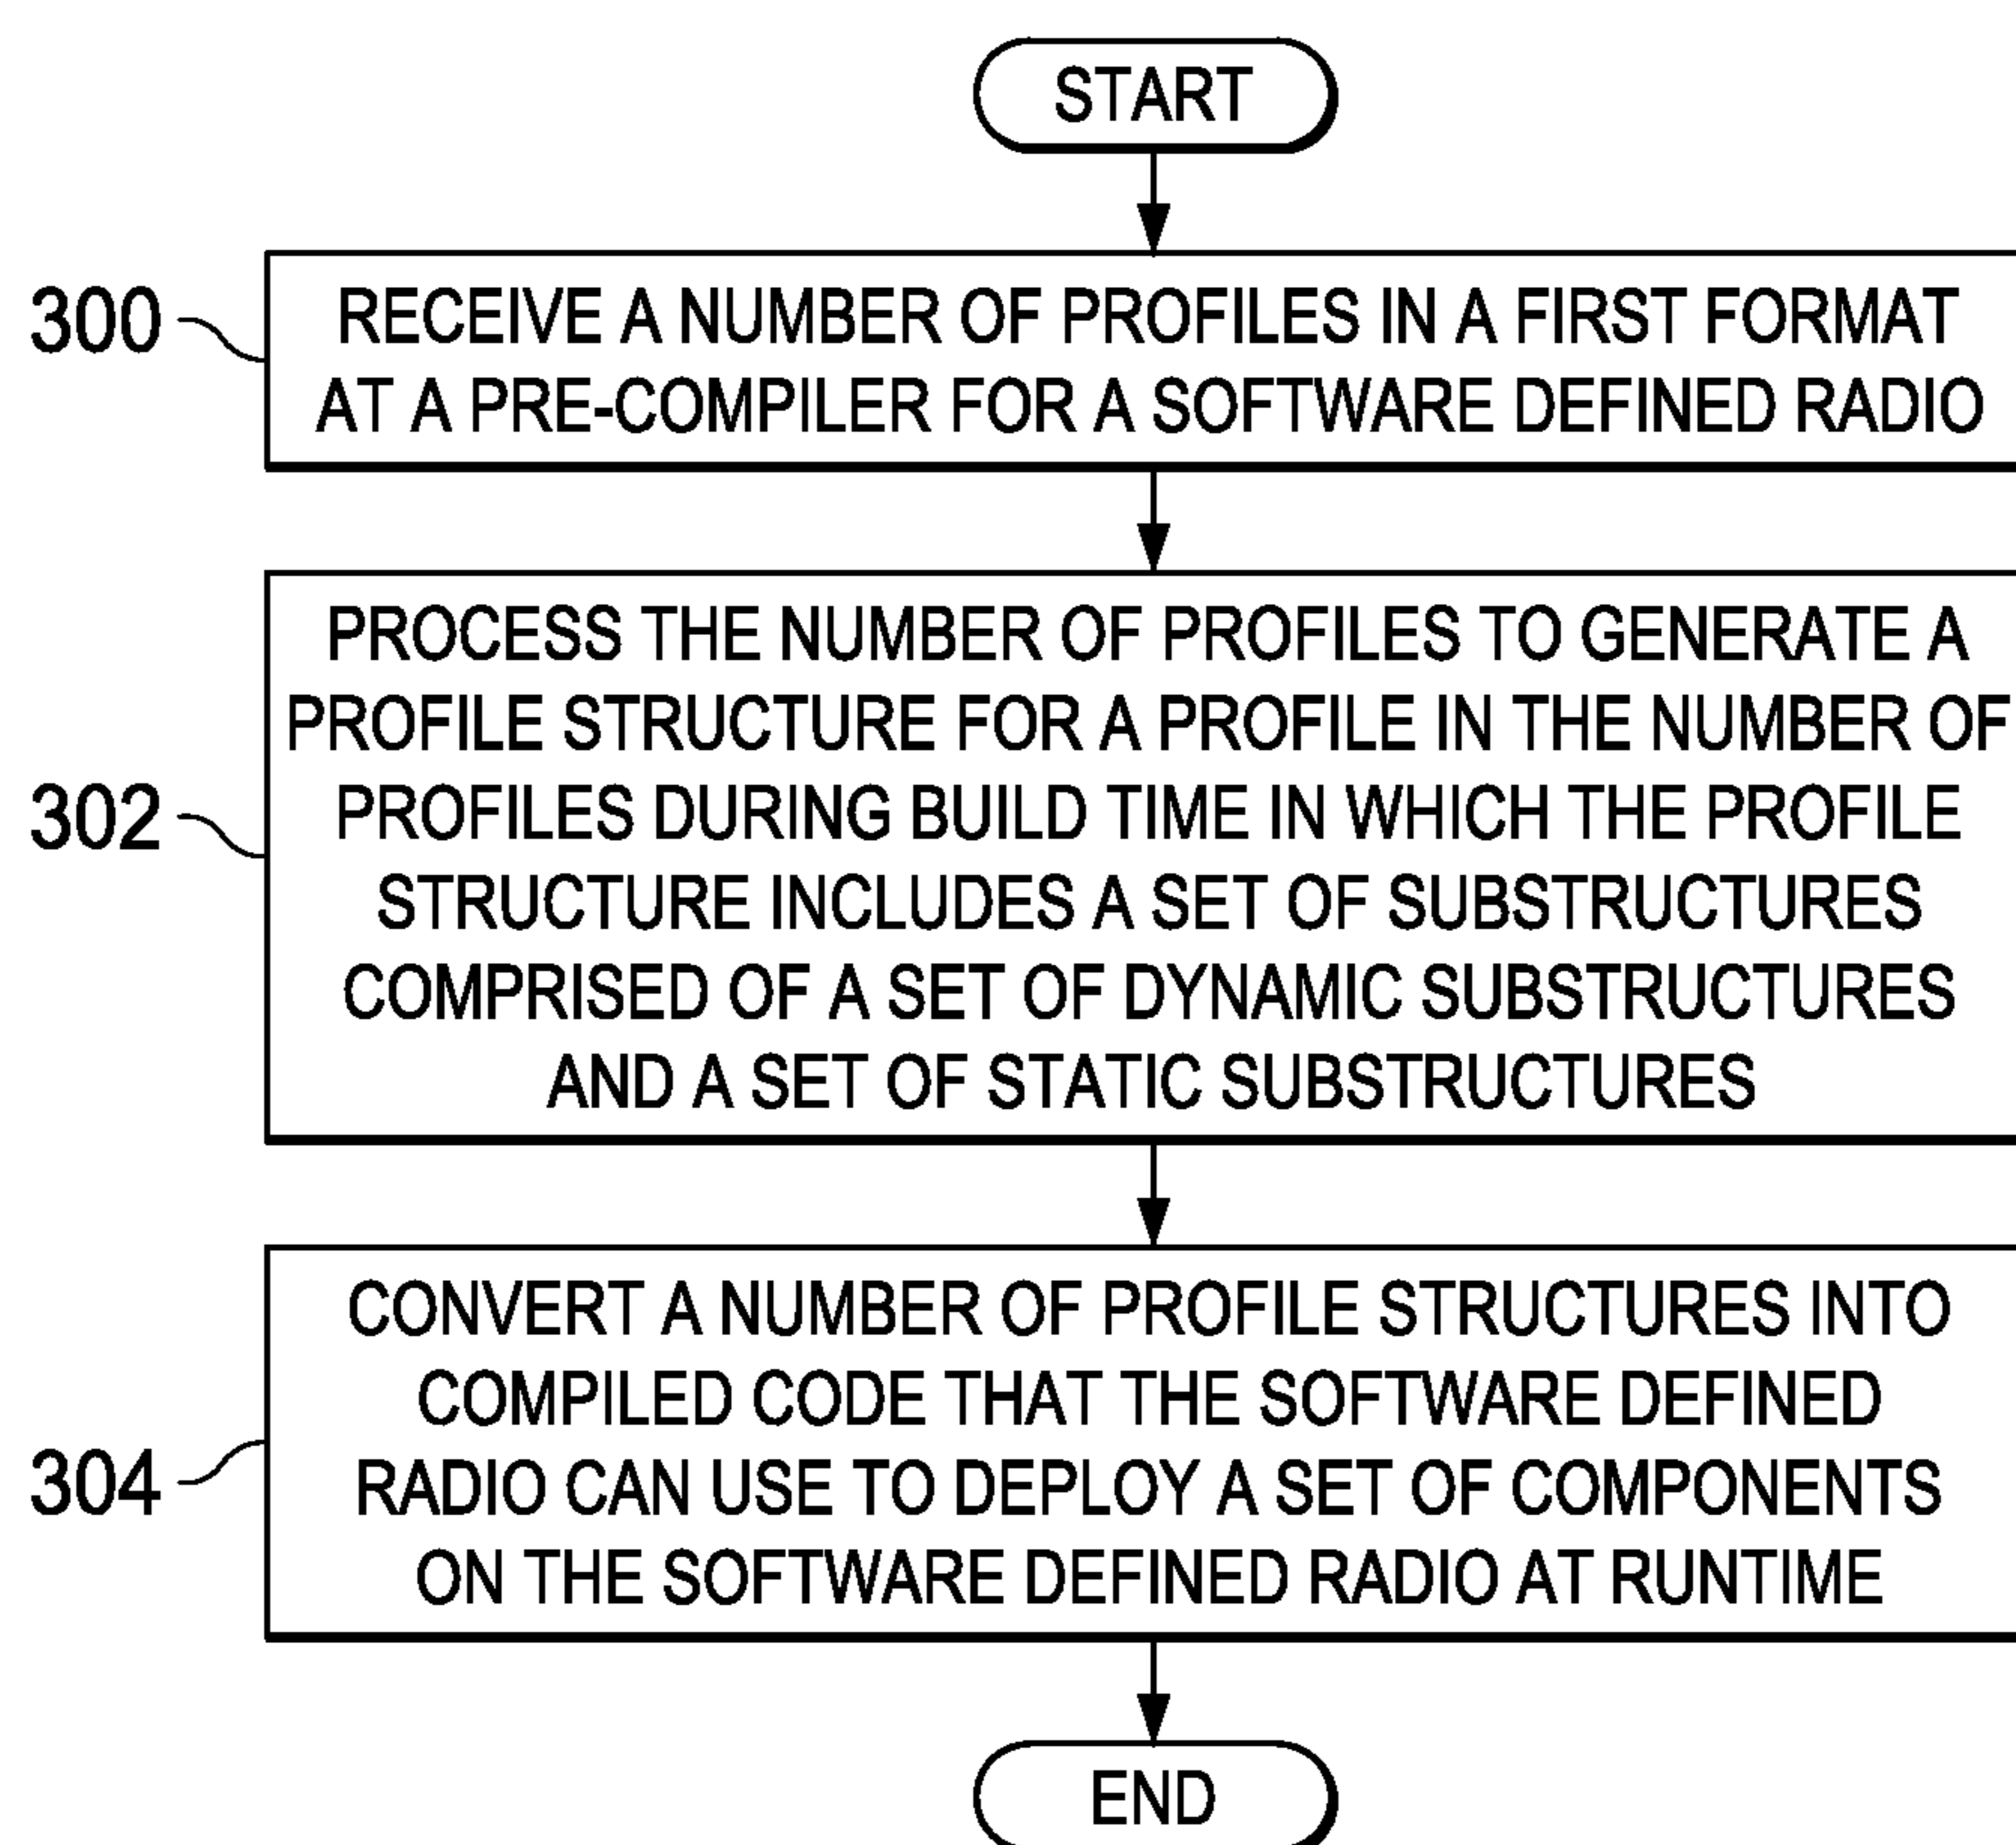 START
300
RECEIVE A NUMBER OF PROFILES IN A FIRST FORMAT
AT A PRE-COMPILER FOR A SOFTWARE DEFINED RADIO
302
PROCESS THE NUMBER OF PROFILES TO GENERATE A
PROFILE STRUCTURE FOR A PROFILE IN THE NUMBER OF
PROFILES DURING BUILD TIME IN WHICH THE PROFILE
STRUCTURE INCLUDES A SET OF SUBSTRUCTURES
COMPRISED OF A SET OF DYNAMIC SUBSTRUCTURES
AND A SET OF STATIC SUBSTRUCTURES
304
CONVERT A NUMBER OF PROFILE STRUCTURES INTO
COMPILED CODE THAT THE SOFTWARE DEFINED
RADIO CAN USE TO DEPLOY A SET OF COMPONENTS
ON THE SOFTWARE DEFINED RADIO AT RUNTIME
END